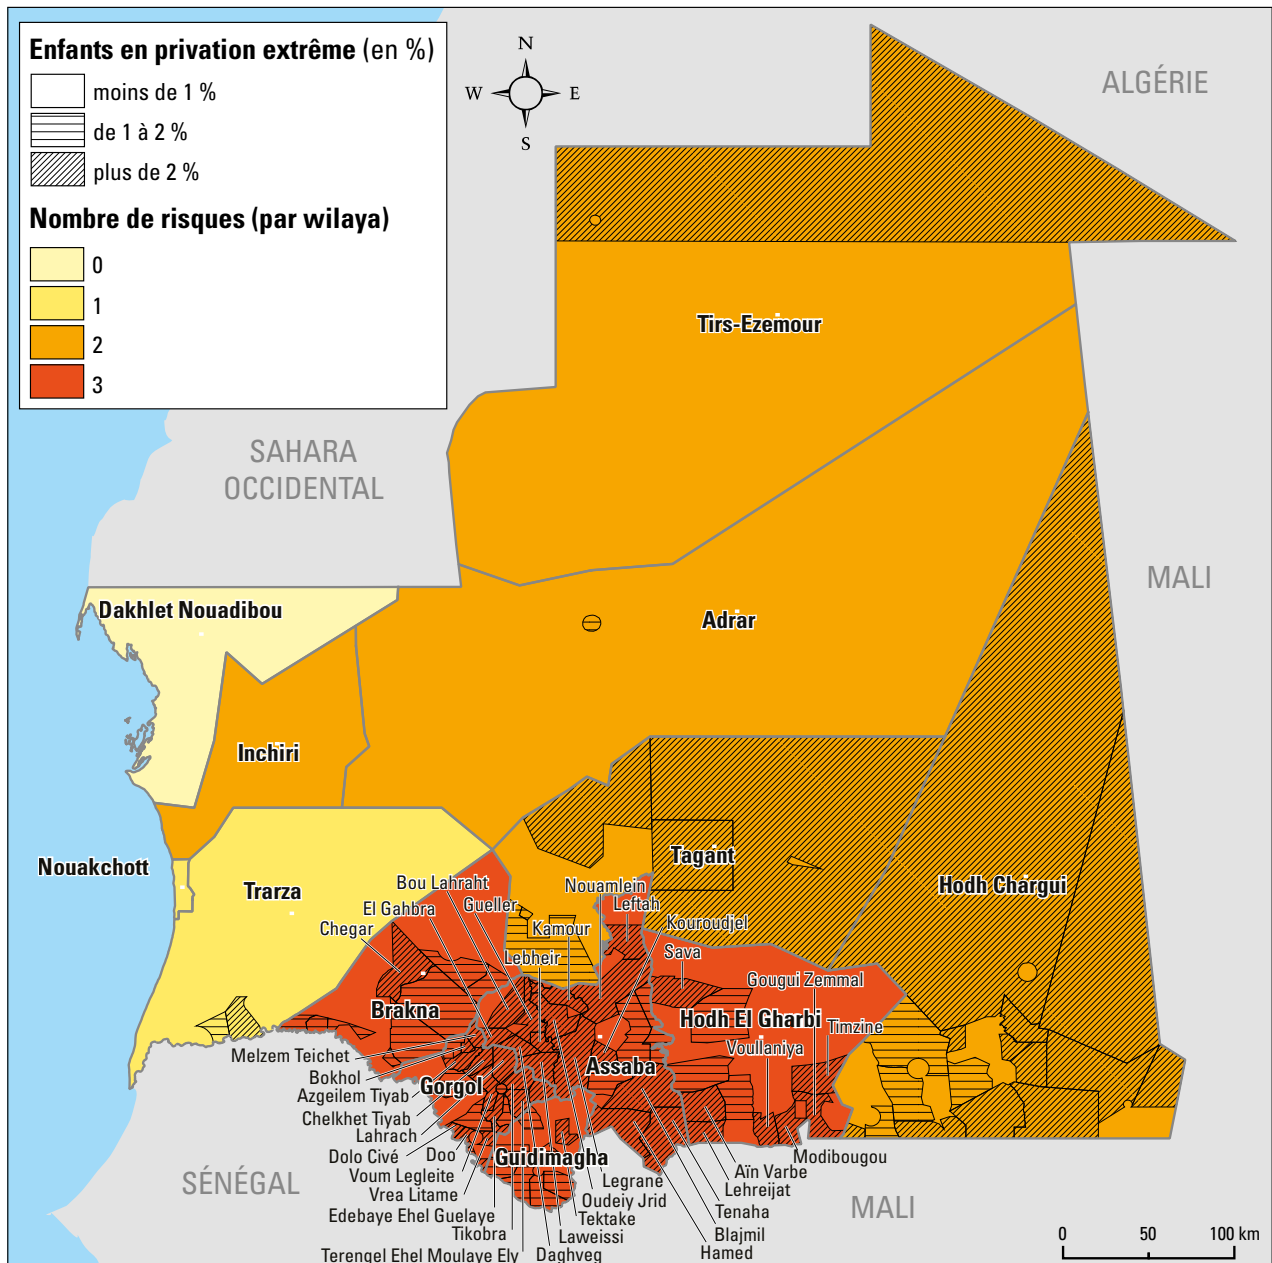 Enfants en privation extrême (en %)
moins de 1 %
de 1 à 2 %
plus de 2 %
Nombre de risques (par wilaya)
0
1
2
3
N
W
E
S
ALGÉRIE
Tirs-Ezemour
SAHARA
OCCIDENTAL
MALI
Dakhlet Nouadibou
Adrar
Inchiri
Nouakchott
Trarza
Tagant
Hodh Chargui
Bou Lahraht
El Gahbra
Chegar
Gueller
Nouamlein
Leftah
Kamour
Kouroudjel
Lebheir
Sava
Gougui Zemmal
Brakna
Hodh El Gharbi
Timzine
Voullaniya
Melzem Teichet
Bokhol
Azgeilem Tiyab
Gorgol
Assaba
Chelkhet Tiyab
Lahrach
Dolo Civé
Doo
Voum Legleite
Vrea Litame
Edebaye Ehel Guelaye
Tikobra
Terengel Ehel Moulaye Ely
Guidimagha
Modibougou
Aïn Varbe
Lehreijat
Tenaha
Blajmil
Hamed
Legrane
Oudeiy Jrid
Tektake
Laweissi
Daghveg
SÉNÉGAL
MALI
0
50
100 km